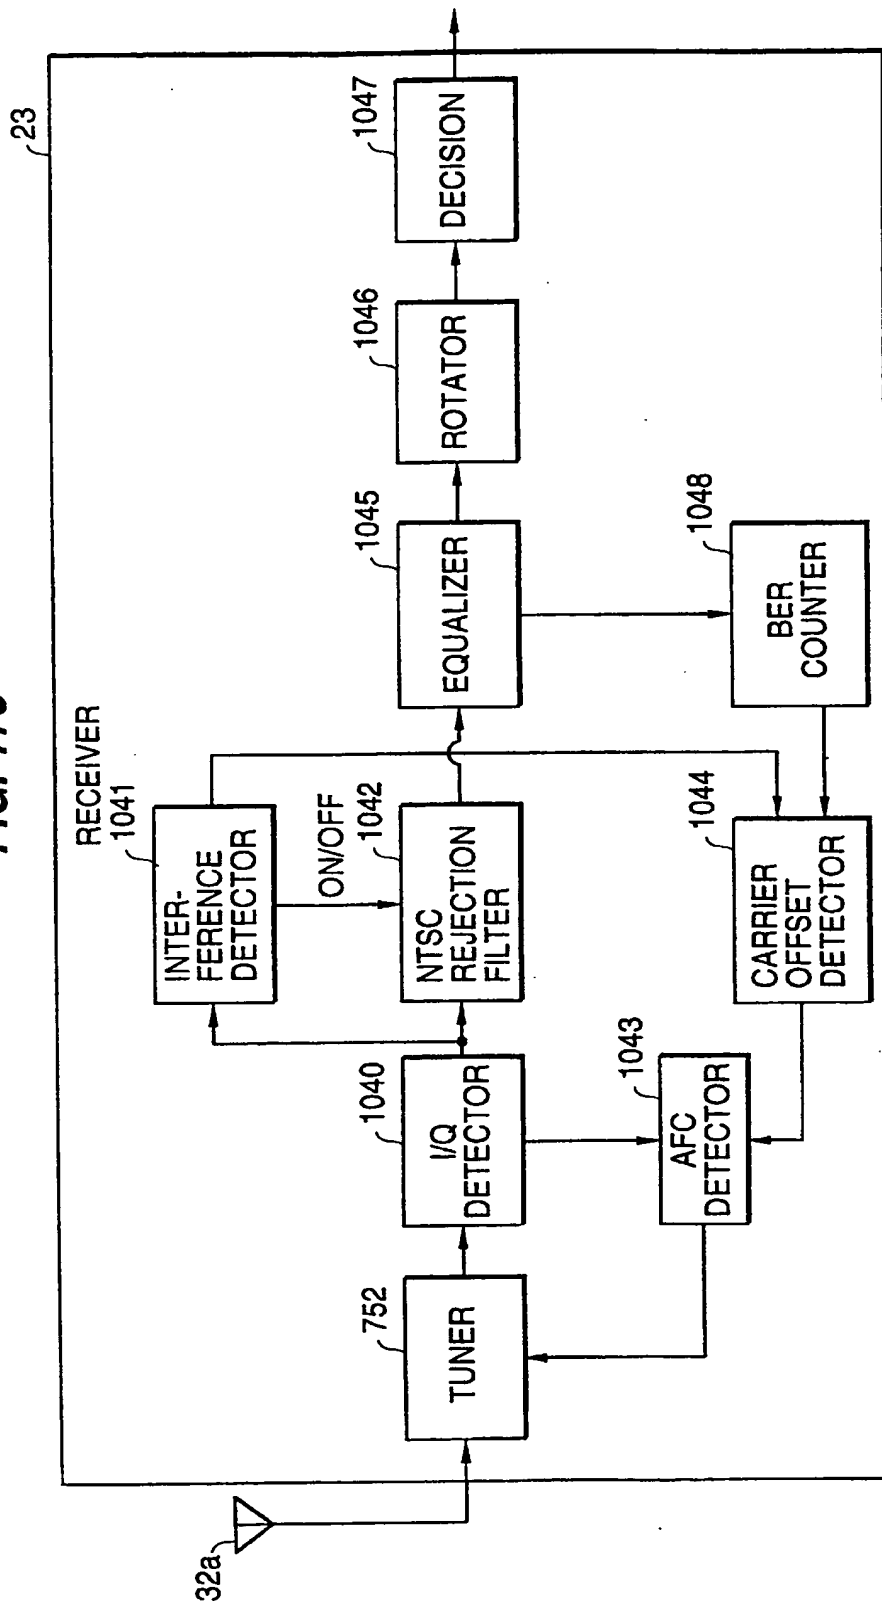 23
RECEIVER
1041
INTER-
FERENCE
DETECTOR
ON/OFF
32a
752
TUNER
1040
I/Q
DETECTOR
1042
NTSC
REJECTION
FILTER
1045
EQUALIZER
1046
ROTATOR
1047
DECISION
1043
AFC
DETECTOR
1044
CARRIER
OFFSET
DETECTOR
1048
BER
COUNTER